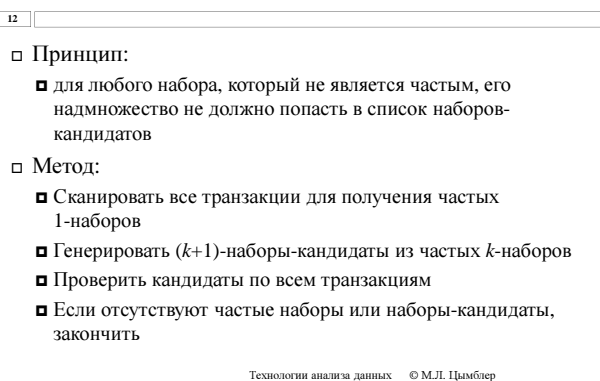 12
Принцип:
для любого набора, который не является частым, его
надмножество не должно попасть в список наборов-
кандидатов
Метод:
Сканировать все транзакции для получения частых
1-наборов
Генерировать (k+1)-наборы-кандидаты из частых k-наборов
Проверить кандидаты по всем транзакциям
Если отсутствуют частые наборы или наборы-кандидаты,
закончить
Технологии анализа данных © М.Л. Цымблер